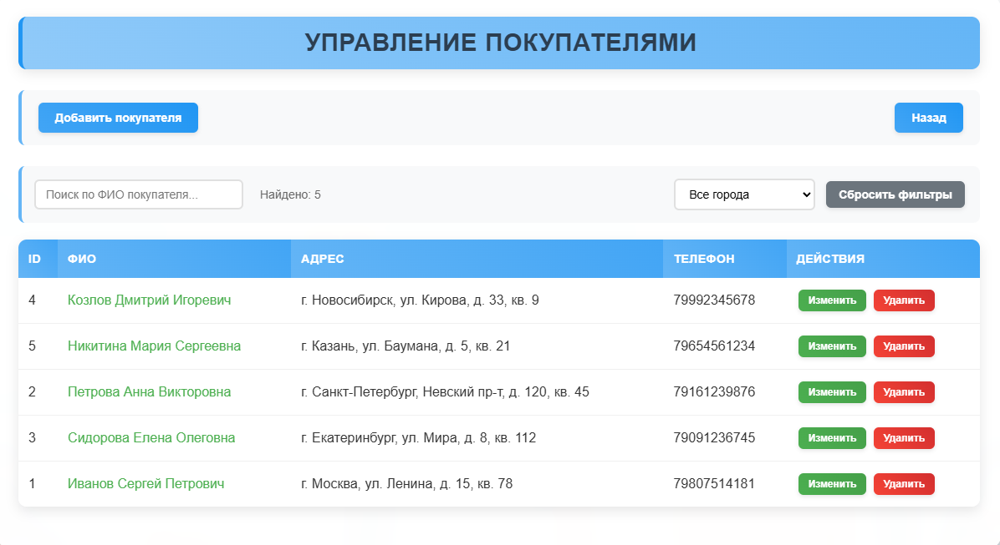 УПРАВЛЕНИЕ ПОКУПАТЕЛЯМИ
Добавить покупателя Назад
Поиск по ФИО покупателя... Найдено: 5 Все города Сбросить фильтры
ID ФИО АДРЕС ТЕЛЕФОН ДЕЙСТВИЯ
4 Козлов Дмитрий Игоревич г. Новосибирск, ул. Кирова, д. 33, кв. 9 79992345678 Изменить Удалить
5 Никитина Мария Сергеевна г. Казань, ул. Баумана, д. 5, кв. 21 79654561234 Изменить Удалить
2 Петрова Анна Викторовна г. Санкт-Петербург, Невский пр-т, д. 120, кв. 45 79161239876 Изменить Удалить
3 Сидорова Елена Олеговна г. Екатеринбург, ул. Мира, д. 8, кв. 112 79091236745 Изменить Удалить
1 Иванов Сергей Петрович г. Москва, ул. Ленина, д. 15, кв. 78 79807514181 Изменить Удалить